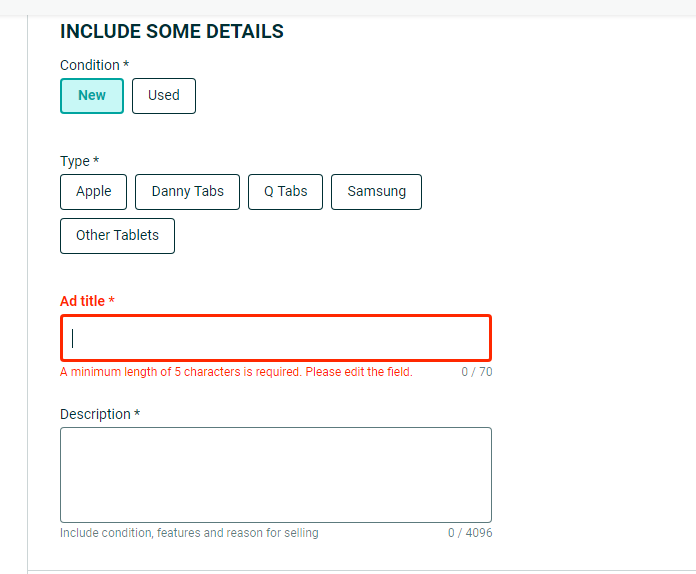 INCLUDE SOME DETAILS
Condition *
New Used
Type *
Apple Danny Tabs Q Tabs Samsung
Other Tablets
Ad title *
A minimum length of 5 characters is required. Please edit the field. 0 / 70
Description *
Include condition, features and reason for selling 0 / 4096